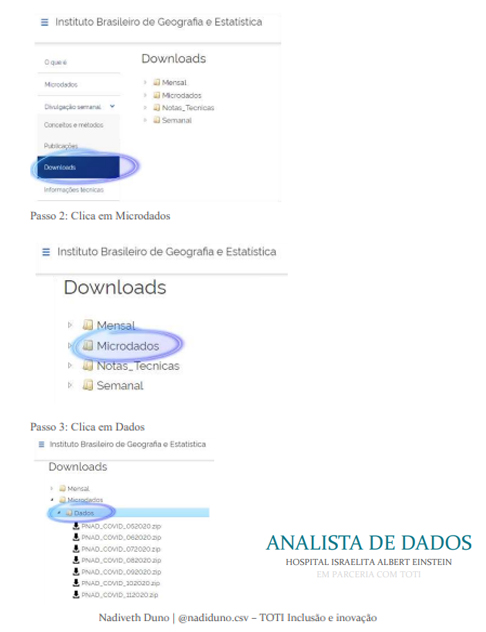 Instituto Brasileiro de Geografia e Estatística
Downloads
O que é
Microdados
Divulgação semanal
Conceitos e métodos
Publicações
Downloads
Informações técnicas
Mensal
Microdados
Notas_Tecnicas
Semanal
Passo 2: Clica em Microdados
Instituto Brasileiro de Geografia e Estatística
Downloads
Mensal
Microdados
Notas_Tecnicas
Semanal
Passo 3: Clica em Dados
Instituto Brasileiro de Geografia e Estatística
Downloads
Mensal
Microdados
Dados
PNAD_COVID_052020.zip
PNAD_COVID_062020.zip
PNAD_COVID_072020.zip
PNAD_COVID_082020.zip
PNAD_COVID_092020.zip
PNAD_COVID_102020.zip
PNAD_COVID_112020.zip
ANALISTA DE DADOS
HOSPITAL ISRAELITA ALBERT EINSTEIN
EM PARCERIA COM TOTI
Nadiveth Duno | @nadiduno.csv – TOTI Inclusão e inovação